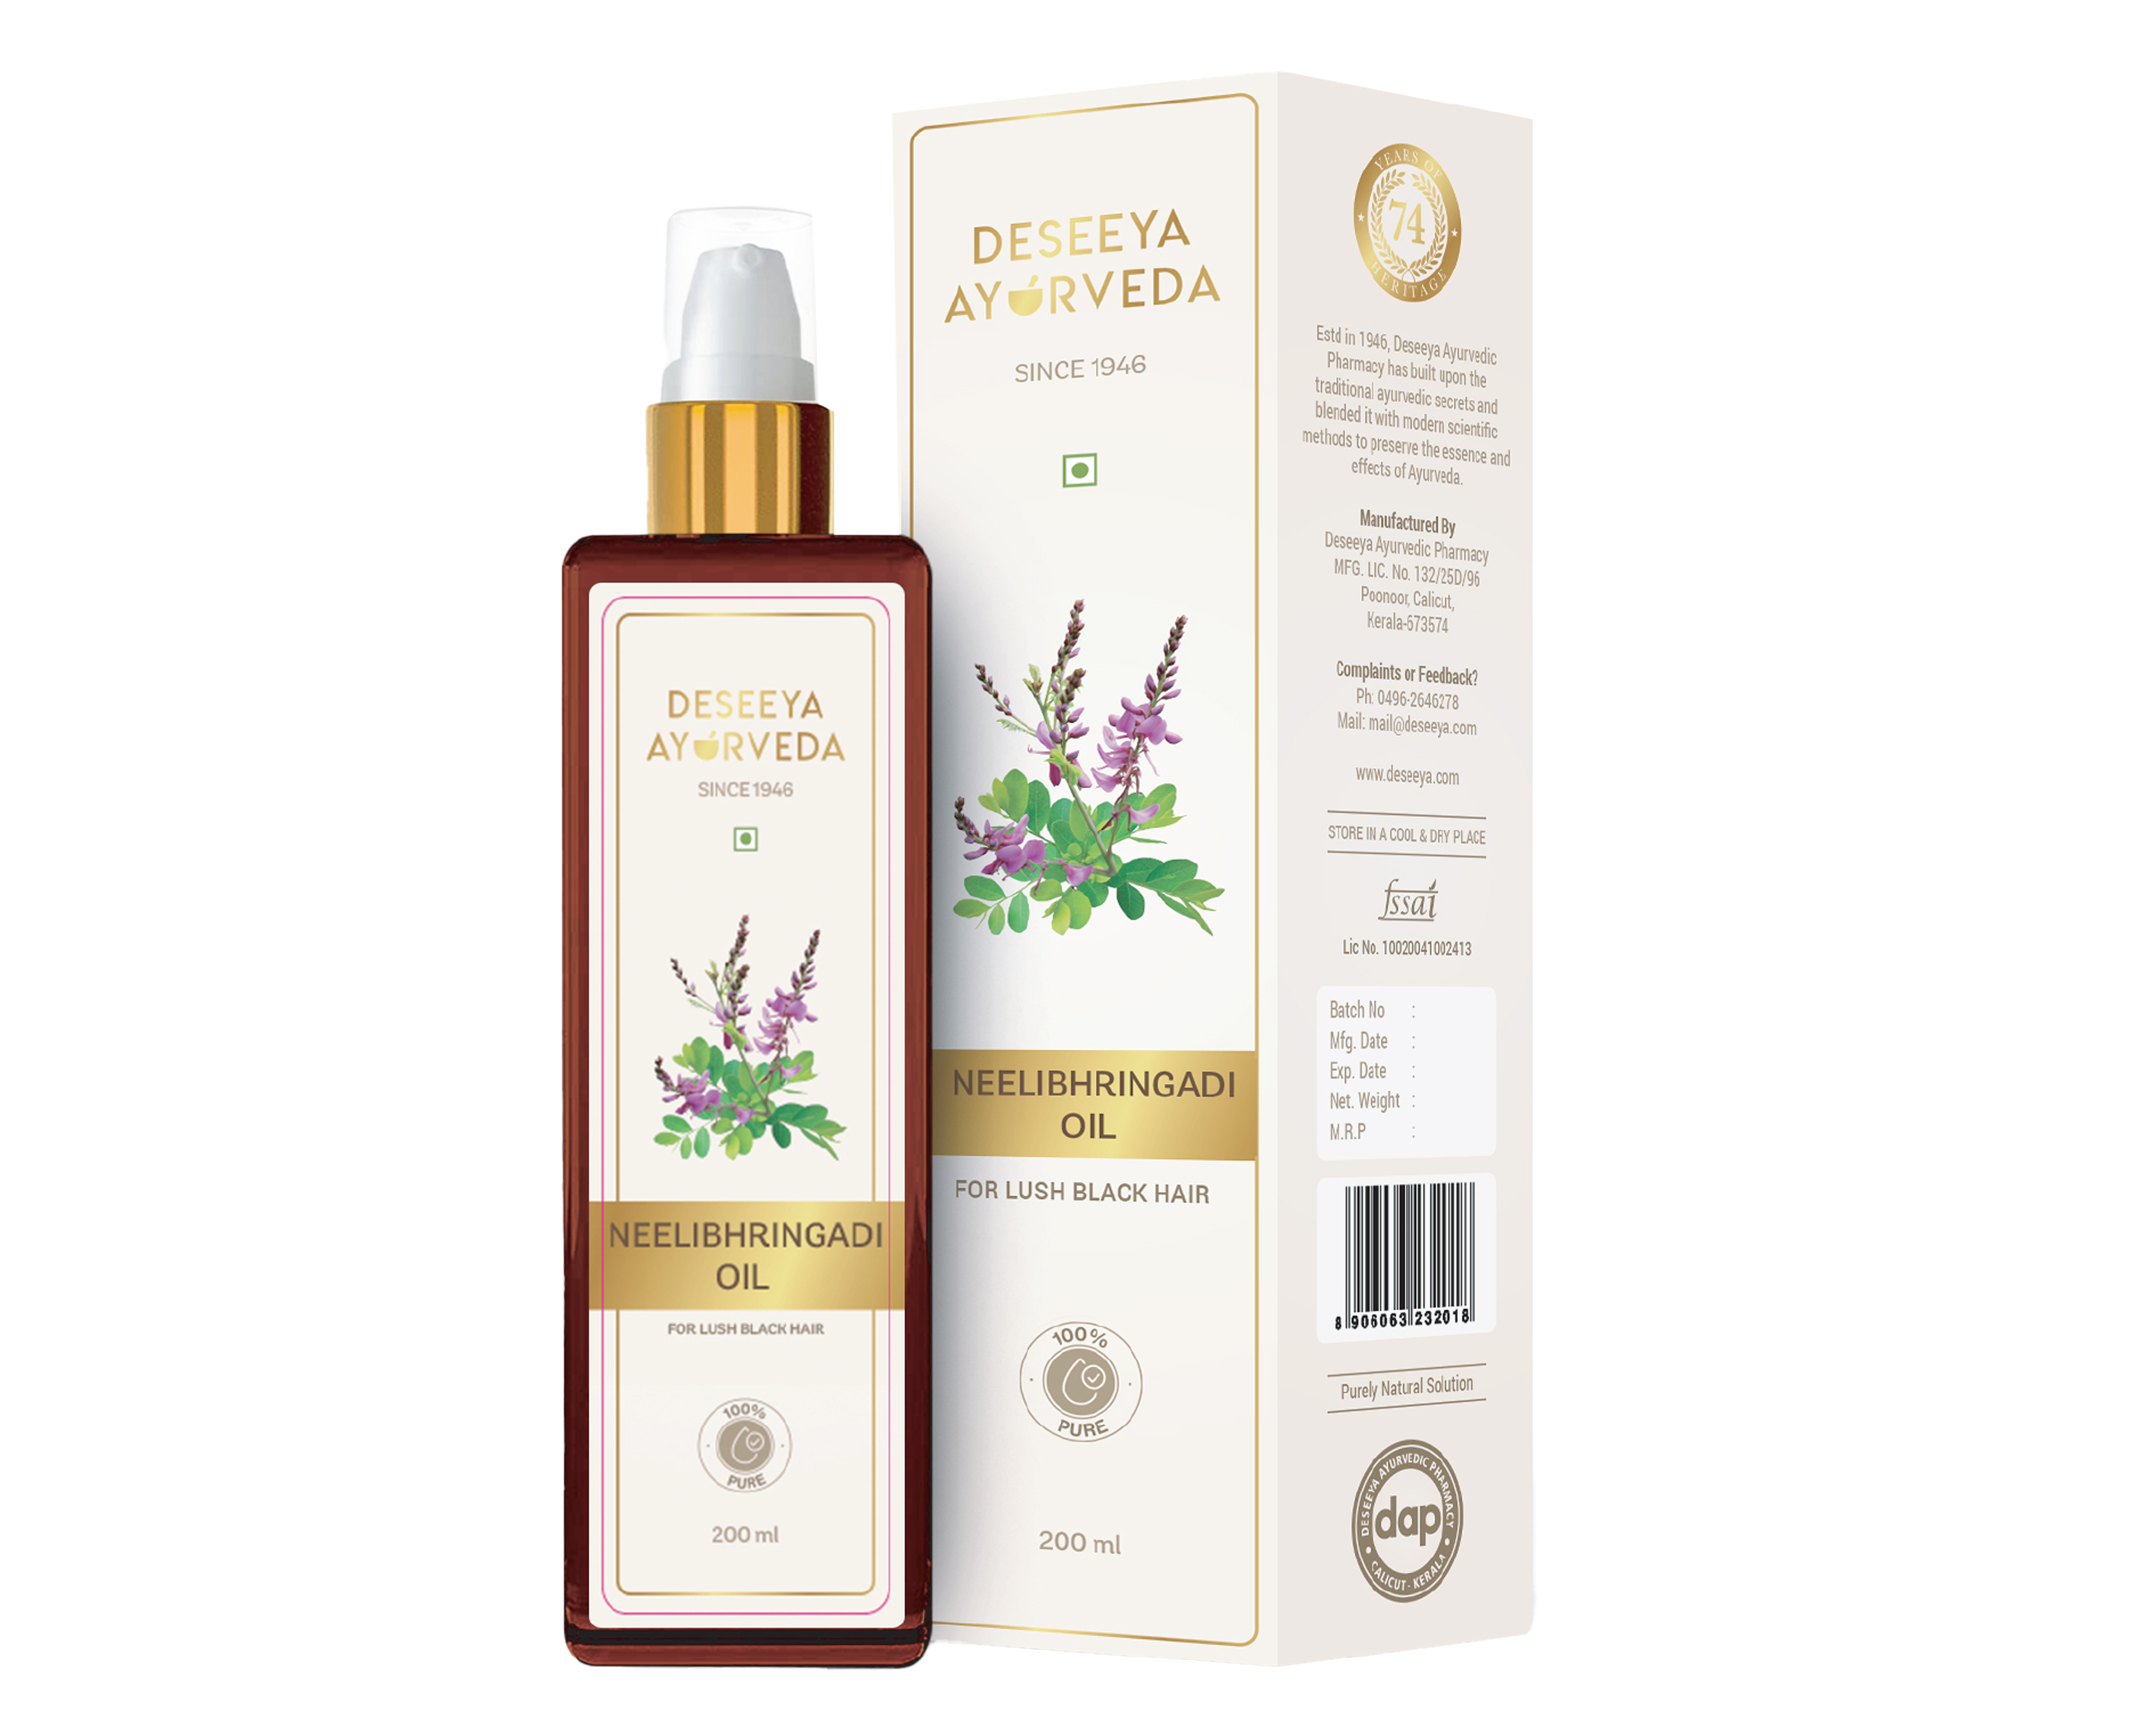 DESEEYA
AYURVEDA
SINCE 1946
NEELIBHRINGADI
OIL
FOR LUSH BLACK HAIR
100%
PURE
200 ml
DESEEYA
AYURVEDA
SINCE 1946
NEELIBHRINGADI
OIL
FOR LUSH BLACK HAIR
100%
PURE
200 ml
YEARS OF
74
HERITAGE
Estd in 1946, Deseeya Ayurvedic
Pharmacy has built upon the
traditional ayurvedic secrets and
blended it with modern scientific
methods to preserve the essence and
effects of Ayurveda.
Manufactured By
Deseeya Ayurvedic Pharmacy
MFG. LIC. No. 132/25D/96
Poonoor, Calicut,
Kerala-673574
Complaints or Feedback?
Ph: 0496-2646278
Mail: mail@deseeya.com
www.deseeya.com
STORE IN A COOL & DRY PLACE
fssai
Lic No. 10020041002413
Batch No :
Mfg. Date :
Exp. Date :
Net. Weight :
M.R.P :
8 906063 232018
Purely Natural Solution
DESEEYA AYURVEDIC PHARMACY
dap
CALICUT - KERALA